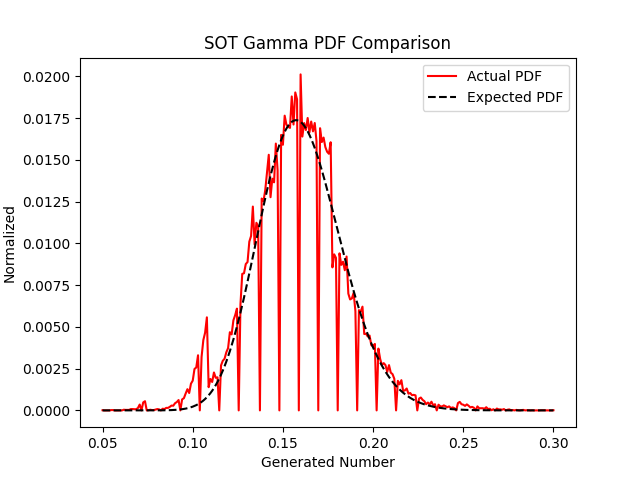 SOT Gamma PDF Comparison
Actual PDF
Expected PDF
0.0200
0.0175
0.0150
0.0125
0.0100
0.0075
0.0050
0.0025
0.0000
Normalized
0.05 0.10 0.15 0.20 0.25 0.30
Generated Number